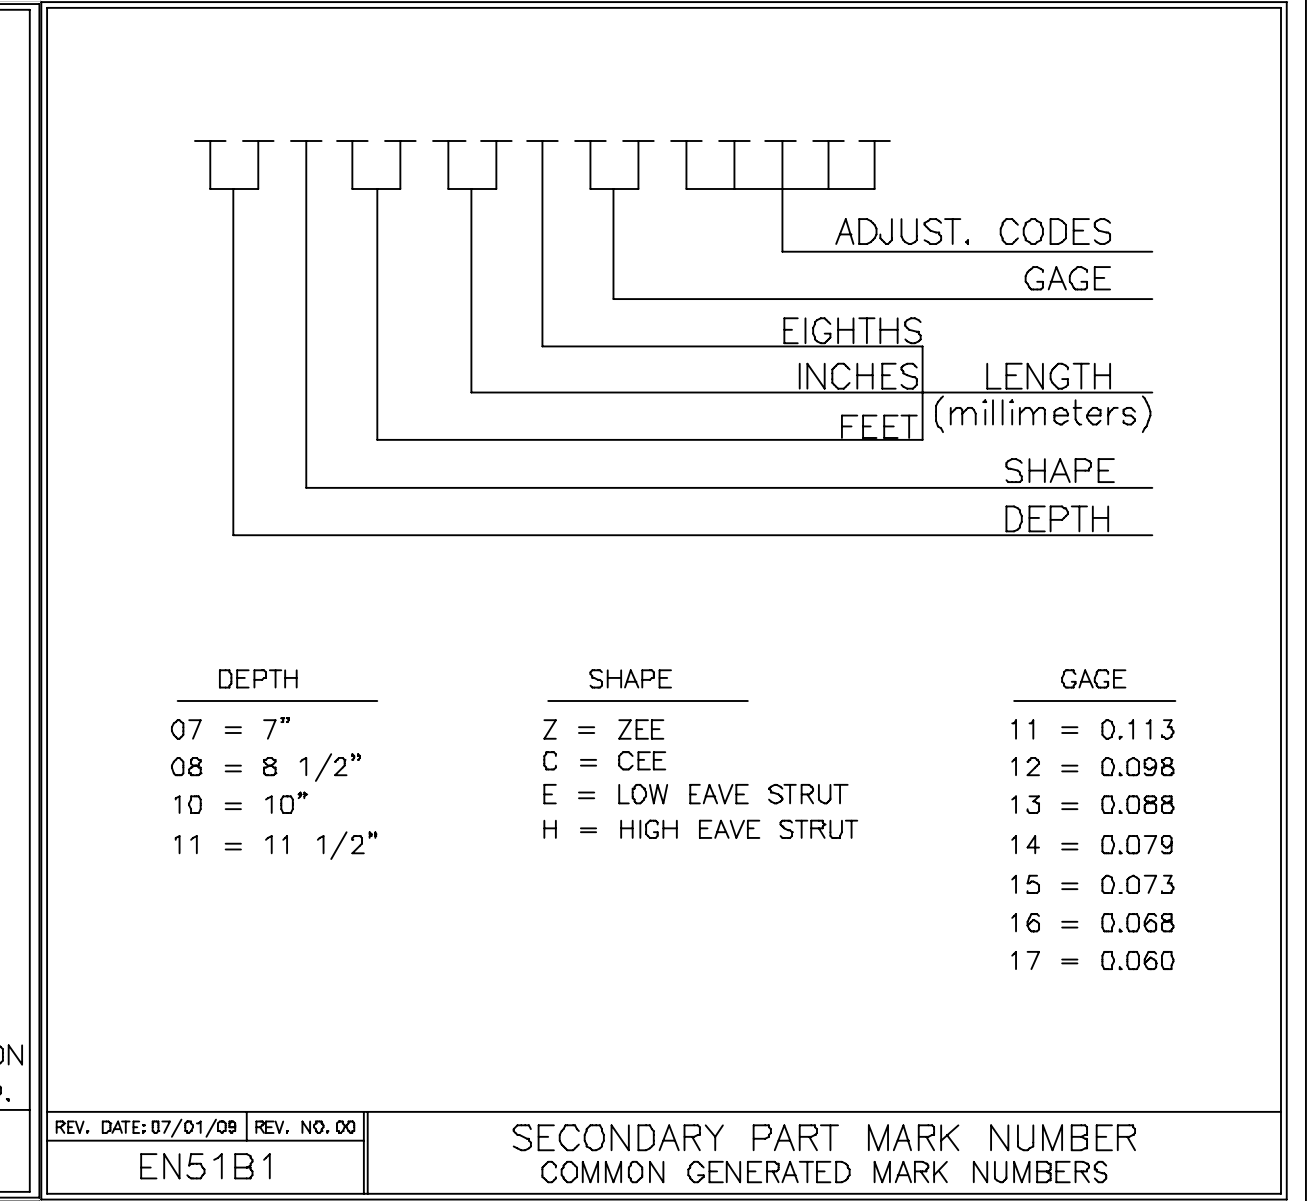 ADJUST. CODES
GAGE
EIGHTHS
INCHES LENGTH
(millimeters)
FEET
SHAPE
DEPTH
DEPTH SHAPE GAGE
07 = 7" Z = ZEE 11 = 0.113
08 = 8 1/2" C = CEE 12 = 0.098
10 = 10" E = LOW EAVE STRUT 13 = 0.088
11 = 11 1/2" H = HIGH EAVE STRUT 14 = 0.079
15 = 0.073
16 = 0.068
17 = 0.060
ON
REV. DATE: 07/01/09 REV. NO. 00
EN51B1
SECONDARY PART MARK NUMBER
COMMON GENERATED MARK NUMBERS